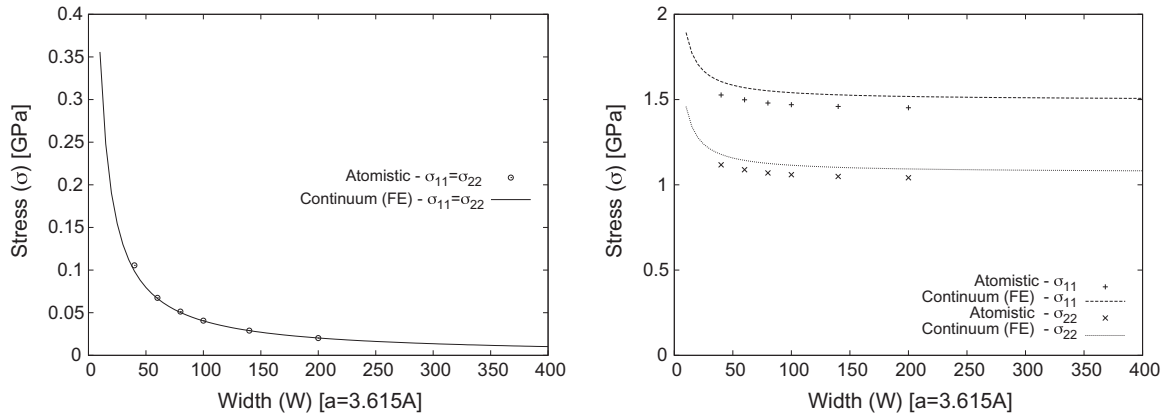 0.4
0.35
0.3
0.25
0.2
0.15
0.1
0.05
0
Stress (σ) [GPa]
Atomistic - σ11=σ22
Continuum (FE) - σ11=σ22
0 50 100 150 200 250 300 350 400
Width (W) [a=3.615A]
2
1.5
1
0.5
0
Stress (σ) [GPa]
Atomistic - σ11
Continuum (FE) - σ11
Atomistic - σ22
Continuum (FE) - σ22
0 50 100 150 200 250 300 350 400
Width (W) [a=3.615A]